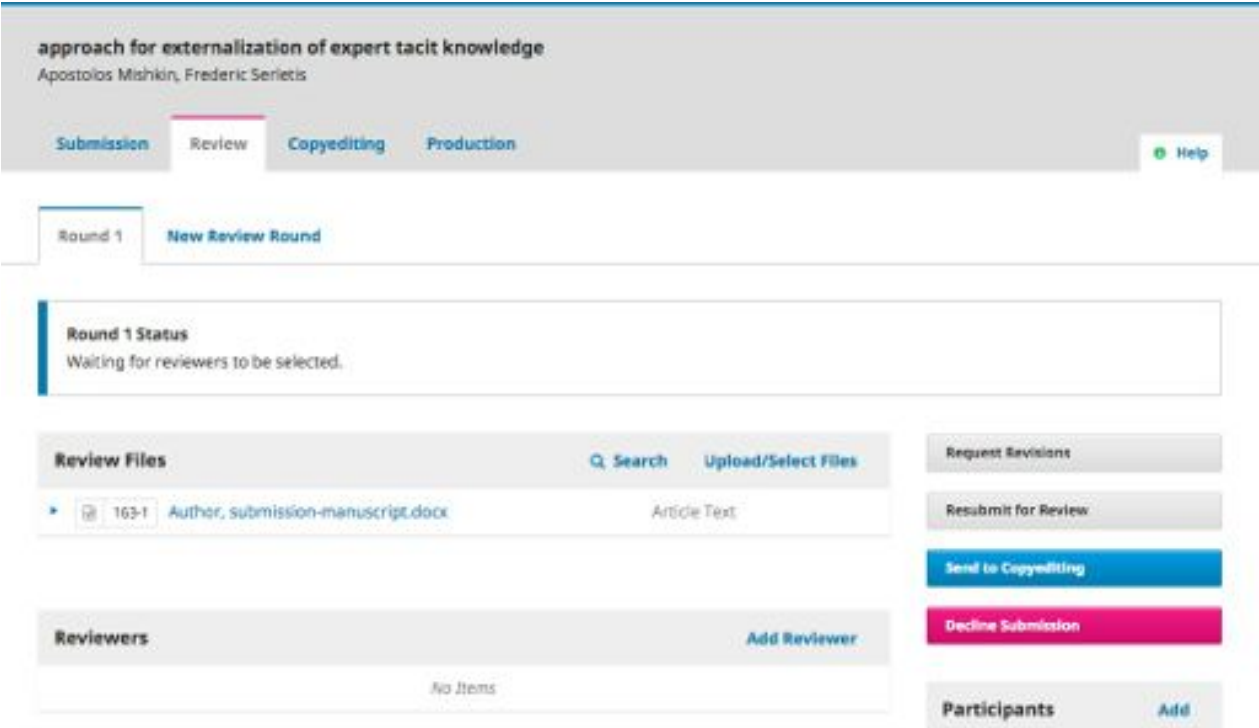 approach for externalization of expert tacit knowledge
Apostolos Mishkin, Frederic Serletis
Submission Review Copyediting Production
Help
Round 1 New Review Round
Round 1 Status
Waiting for reviewers to be selected.
Review Files Search Upload/Select Files
163-1 Author, submission-manuscript.docx Article Text
Reviewers Add Reviewer
No Items
Request Revisions
Resubmit for Review
Send to Copyediting
Decline Submission
Participants Add